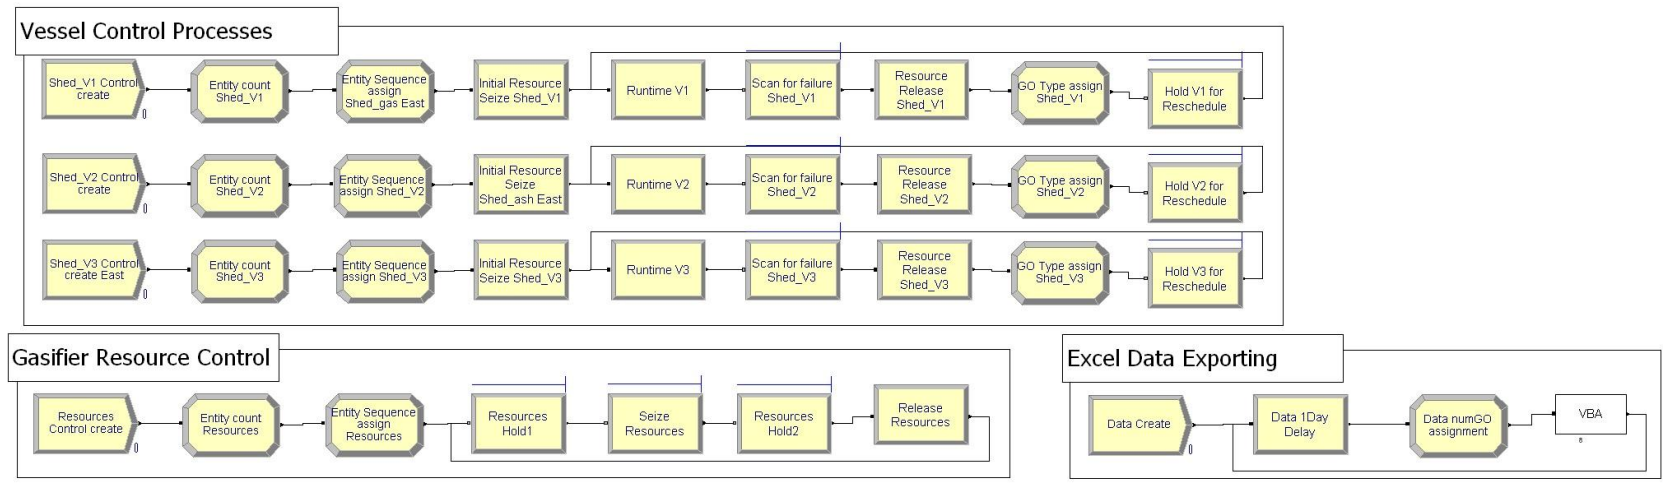 Vessel Control Processes
Shed_V1 Control
create
0
Entity count
Shed_V1
Entity Sequence
assign
Shed_gas East
Initial Resource
Seize Shed_V1
Runtime V1
Scan for failure
Shed_V1
Resource
Release
Shed_V1
GO Type assign
Shed_V1
Hold V1 for
Reschedule
Shed_V2 Control
create
0
Entity count
Shed_V2
Entity Sequence
assign Shed_V2
Initial Resource
Seize
Shed_ash East
Runtime V2
Scan for failure
Shed_V2
Resource
Release
Shed_V2
GO Type assign
Shed_V2
Hold V2 for
Reschedule
Shed_V3 Control
create East
0
Entity count
Shed_V3
Entity Sequence
assign Shed_V3
Initial Resource
Seize Shed_V3
Runtime V3
Scan for failure
Shed_V3
Resource
Release
Shed_V3
GO Type assign
Shed_V3
Hold V3 for
Reschedule
Gasifier Resource Control
Resources
Control create
0
Entity count
Resources
Entity Sequence
assign
Resources
Resources
Hold1
Seize
Resources
Resources
Hold2
Release
Resources
Excel Data Exporting
Data Create
0
Data 1Day
Delay
Data numGO
assignment
VBA